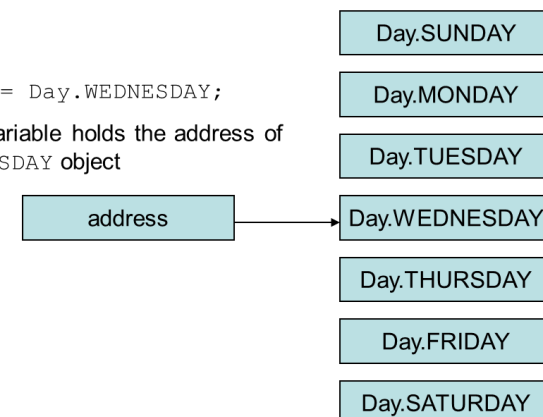 = Day.WEDNESDAY;
variable holds the address of
SDAY object
address
Day.SUNDAY
Day.MONDAY
Day.TUESDAY
Day.WEDNESDAY
Day.THURSDAY
Day.FRIDAY
Day.SATURDAY